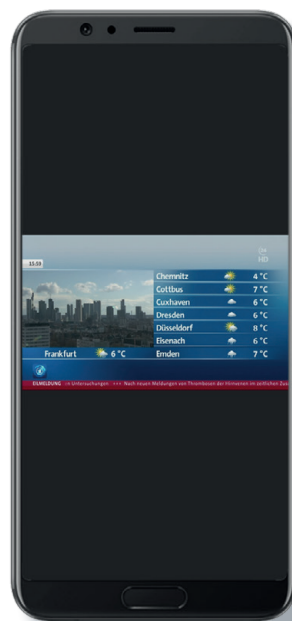 HD
15:59
Chemnitz 4 °C
Cottbus 7 °C
Cuxhaven 6 °C
Dresden 6 °C
Düsseldorf 8 °C
Eisenach 6 °C
Frankfurt 6 °C
Emden 7 °C
EILMELDUNG Untersuchungen +++ Nach neuen Meldungen von Thrombosen der Hirnvenen im zeitlichen